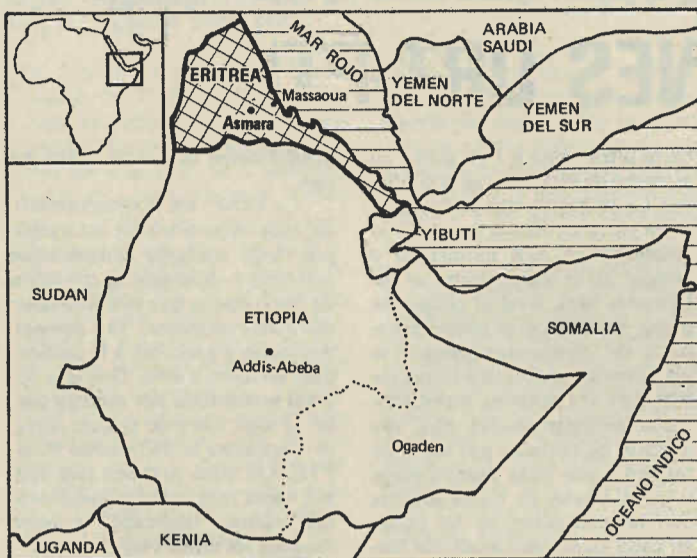 ARABIA
SAUDI
MAR ROJO
ERITREA
Massaoua
Asmara
YEMEN
DEL NORTE
YEMEN
DEL SUR
YIBUTI
SUDAN
ETIOPIA
Addis-Abeba
SOMALIA
Ogaden
OCEANO INDICO
UGANDA
KENIA